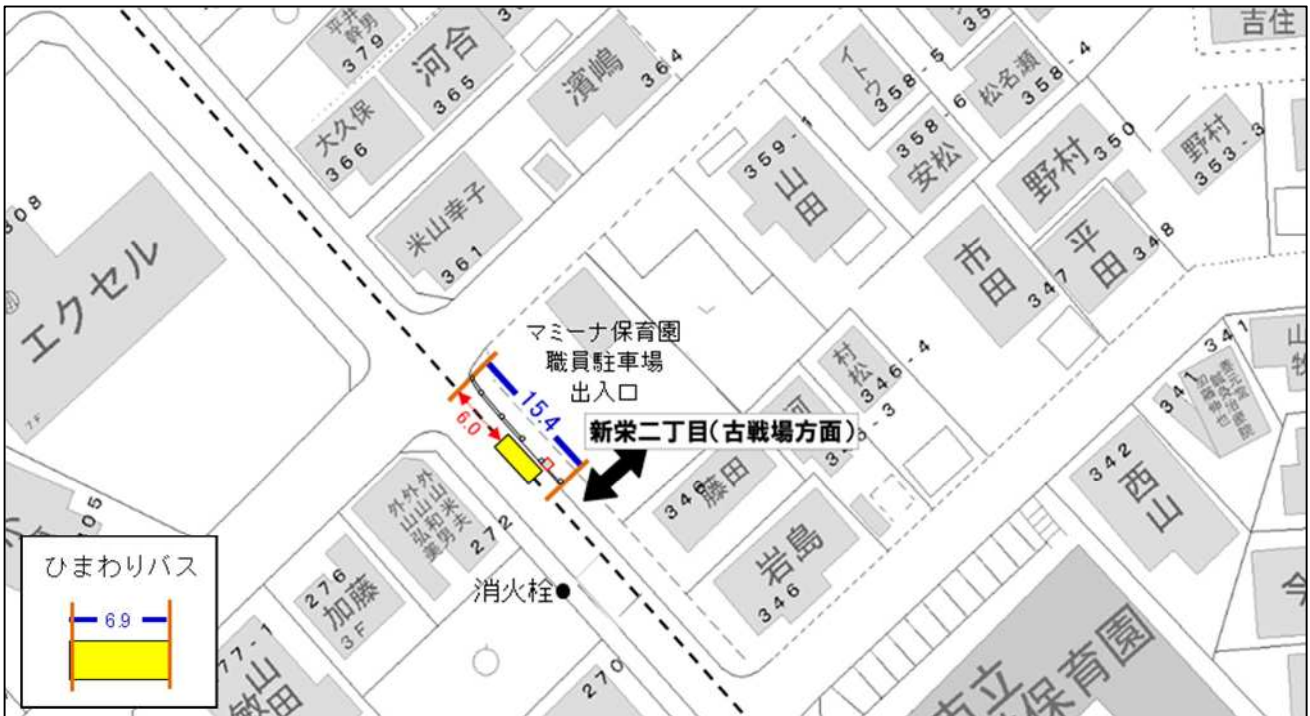 平井
幹男
379
河合
365
大久保
366
濱嶋
364
イトウ
358-5
松名瀬
358-4
吉住
308
エクセル
7F
米山幸子
361
359-1
山田
358-6
安松
野村
350
野村
353-3
市田
347
平田
348
マミーナ保育園
職員駐車場
出入口
15.4
6.0
新栄二丁目(古戦場方面)
村松
346-4
藤田
346
岩島
346
341
341
342
西山
外山弘美
外山和男
外山米夫
272
276
加藤
3F
消火栓
270
保育園
ひまわりバス
6.9